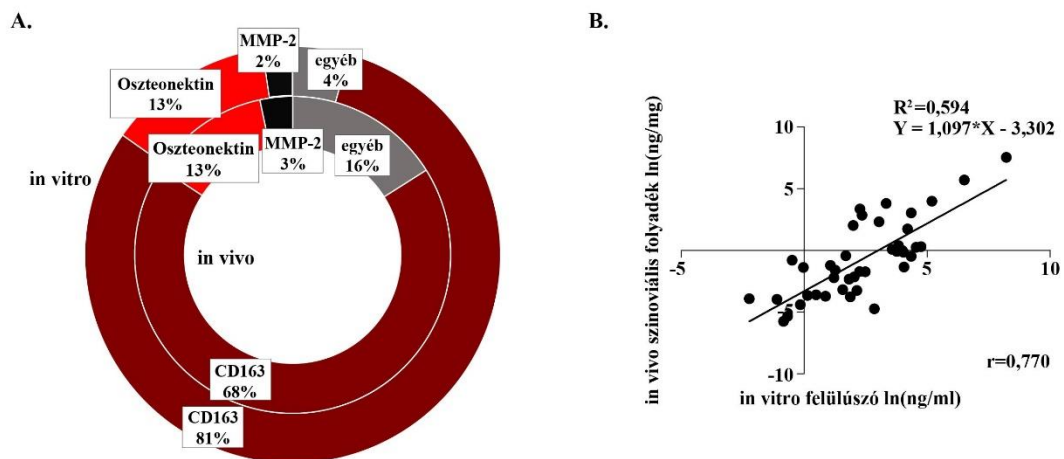 A.
MMP-2
2%
egyéb
4%
Oszteonektin
13%
Oszteonektin
13%
MMP-2
3%
egyéb
16%
in vitro
in vivo
CD163
68%
CD163
81%
B.
in vivo szinoviális folyadék ln(ng/mg)
R²=0,594
Y = 1,097*X - 3,302
10
5
-5
5
10
-5
-10
r=0,770
in vitro felülúszó ln(ng/ml)